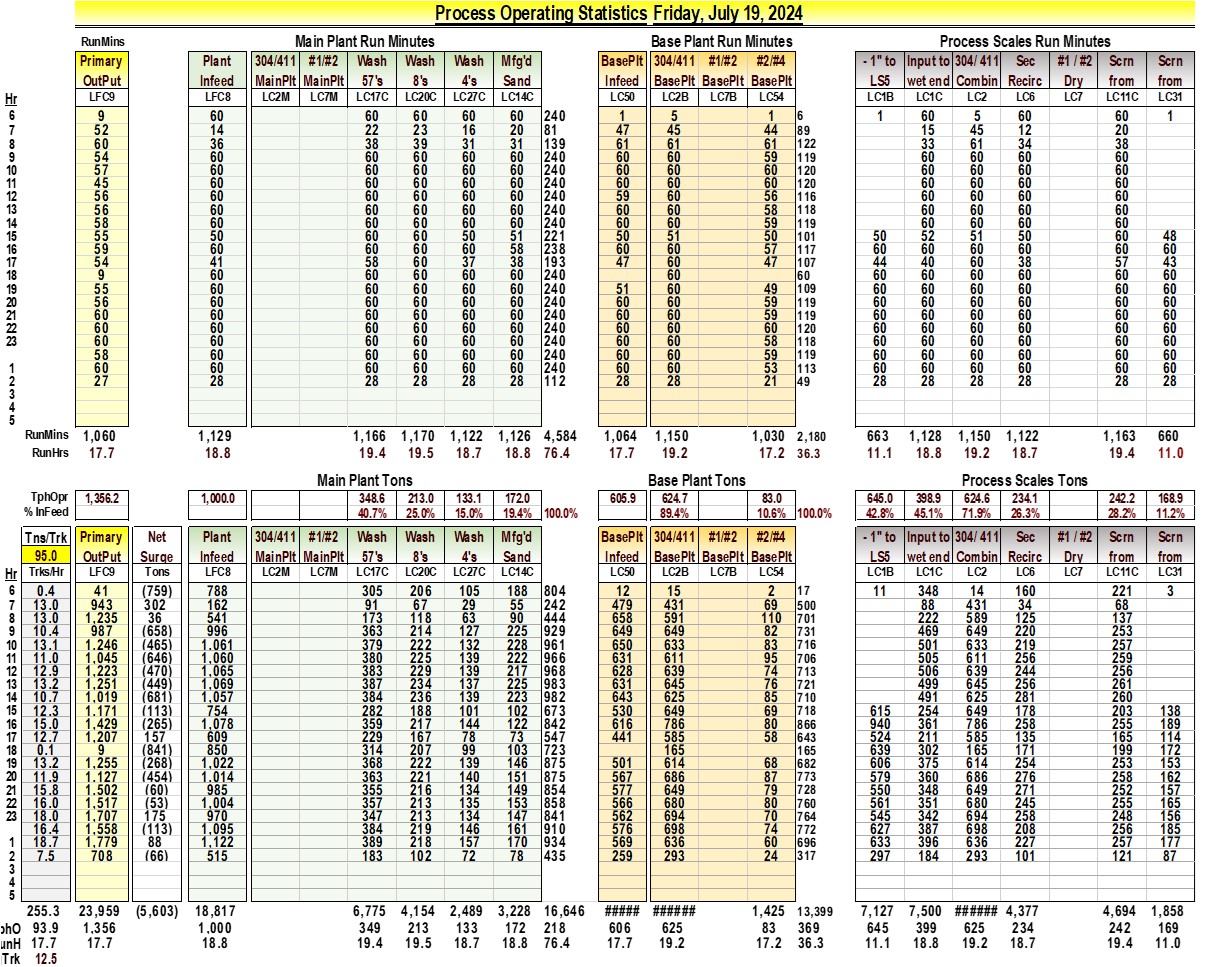 Process Operating Statistics Friday, July 19, 2024
RunMins Main Plant Run Minutes Base Plant Run Minutes Process Scales Run Minutes
Primary Plant 304/411 #1/#2 Wash Wash Wash Mfg'd BasePlt 304/411 #1/#2 #2/#4 - 1" to Input to 304/ 411 Sec #1 / #2 Scrn Scrn
OutPut Infeed MainPlt MainPlt 57's 8's 4's Sand Infeed BasePlt BasePlt BasePlt LS5 wet end Combin Recirc Dry from from
Hr LFC9 LFC8 LC2M LC7M LC17C LC20C LC27C LC14C LC50 LC2B LC7B LC54 LC1B LC1C LC2 LC6 LC7 LC11C LC31
6 9 60 60 60 60 60 240 1 5 1 6 1 60 5 60 60 1
7 52 14 22 23 16 20 81 47 45 44 89 15 45 12 20
8 60 36 38 39 31 31 139 61 61 61 122 33 61 34 38
9 54 60 60 60 60 60 240 60 60 59 119 60 60 60 60
10 57 60 60 60 60 60 240 60 60 60 120 60 60 60 60
11 45 60 60 60 60 60 240 60 60 60 120 60 60 60 60
12 56 60 60 60 60 60 240 59 60 56 116 60 60 60 60
13 56 60 60 60 60 60 240 60 60 58 118 60 60 60 60
14 58 60 60 60 60 60 240 60 60 59 119 60 60 60 60
15 55 50 60 60 50 51 221 50 51 50 101 50 52 51 50 60 48
16 59 60 60 60 60 58 238 60 60 57 117 60 60 60 60 60 60
17 54 41 58 60 37 38 193 47 60 47 107 44 40 60 38 57 43
18 9 60 60 60 60 60 240 60 60 60 60 60 60 60 60
19 55 60 60 60 60 60 240 51 60 49 109 60 60 60 60 60 60
20 56 60 60 60 60 60 240 60 60 59 119 60 60 60 60 60 60
21 60 60 60 60 60 60 240 60 60 59 119 60 60 60 60 60 60
22 60 60 60 60 60 60 240 60 60 60 120 60 60 60 60 60 60
23 60 60 60 60 60 60 240 60 60 58 118 60 60 60 60 60 60
58 60 60 60 60 60 240 60 60 59 119 60 60 60 60 60 60
1 60 60 60 60 60 60 240 60 60 53 113 60 60 60 60 60 60
2 27 28 28 28 28 28 112 28 28 21 49 28 28 28 28 28 28
3
4
5
RunMins 1,060 1,129 1,166 1,170 1,122 1,126 4,584 1,064 1,150 1,030 2,180 663 1,128 1,150 1,122 1,163 660
RunHrs 17.7 18.8 19.4 19.5 18.7 18.8 76.4 17.7 19.2 17.2 36.3 11.1 18.8 19.2 18.7 19.4 11.0
Main Plant Tons Base Plant Tons Process Scales Tons
TphOpr 1,356.2 1,000.0 348.6 213.0 133.1 172.0 605.9 624.7 83.0 645.0 398.9 624.6 234.1 242.2 168.9
% InFeed 40.7% 25.0% 15.0% 19.4% 100.0% 89.4% 10.6% 100.0% 42.8% 45.1% 71.9% 26.3% 28.2% 11.2%
Tns/Trk Primary Net Plant 304/411 #1/#2 Wash Wash Wash Mfg'd BasePlt 304/411 #1/#2 #2/#4 - 1" to Input to 304/ 411 Sec #1 / #2 Scrn Scrn
95.0 OutPut Surge Infeed MainPlt MainPlt 57's 8's 4's Sand Infeed BasePlt BasePlt BasePlt LS5 wet end Combin Recirc Dry from from
Hr Trks/Hr LFC9 Tons LFC8 LC2M LC7M LC17C LC20C LC27C LC14C LC50 LC2B LC7B LC54 LC1B LC1C LC2 LC6 LC7 LC11C LC31
6 0.4 41 (759) 788 305 206 105 188 804 12 15 2 17 11 348 14 160 221 3
7 13.0 943 302 162 91 67 29 55 242 479 431 69 500 88 431 34 68
8 13.0 1,235 36 541 173 118 63 90 444 658 591 110 701 222 589 125 137
9 10.4 987 (658) 996 363 214 127 225 929 649 649 82 731 469 649 220 253
10 13.1 1,246 (465) 1,061 379 222 132 228 961 650 633 83 716 501 633 219 257
11 11.0 1,045 (646) 1,060 380 225 139 222 966 631 611 95 706 505 611 256 259
12 12.9 1,223 (470) 1,065 383 229 139 217 968 628 639 74 713 506 639 244 256
13 13.2 1,251 (449) 1,069 387 234 137 225 983 631 645 76 721 499 645 256 261
14 10.7 1,019 (681) 1,057 384 236 139 223 982 643 625 85 710 491 625 281 260
15 12.3 1,171 (113) 754 282 188 101 102 673 530 649 69 718 615 254 649 178 203 138
16 15.0 1,429 (265) 1,078 359 217 144 122 842 616 786 80 866 940 361 786 258 255 189
17 12.7 1,207 157 609 229 167 78 73 547 441 585 58 643 524 211 585 135 165 114
18 0.1 9 (841) 850 314 207 99 103 723 165 165 639 302 165 171 199 172
19 13.2 1,255 (268) 1,022 368 222 139 146 875 501 614 68 682 606 375 614 254 253 153
20 11.9 1,127 (454) 1,014 363 221 140 151 875 567 686 87 773 579 360 686 276 258 162
21 15.8 1,502 (60) 985 355 216 134 149 854 577 649 79 728 550 348 649 271 252 157
22 16.0 1,517 (53) 1,004 357 213 135 153 858 566 680 80 760 561 351 680 245 255 165
23 18.0 1,707 175 970 347 213 134 147 841 562 694 70 764 545 342 694 258 248 156
16.4 1,558 (113) 1,095 384 219 146 161 910 576 698 74 772 627 387 698 208 256 185
1 18.7 1,779 88 1,122 389 218 157 170 934 569 636 60 696 633 396 636 227 257 177
2 7.5 708 (66) 515 183 102 72 78 435 259 293 24 317 297 184 293 101 121 87
3
4
5
255.3 23,959 (5,603) 18,817 6,775 4,154 2,489 3,228 16,646 ##### ###### 1,425 13,399 7,127 7,500 ###### 4,377 4,694 1,858
phO 93.9 1,356 1,000 349 213 133 172 218 606 625 83 369 645 399 625 234 242 169
unH 17.7 17.7 18.8 19.4 19.5 18.7 18.8 76.4 17.7 19.2 17.2 36.3 11.1 18.8 19.2 18.7 19.4 11.0
Trk 12.5